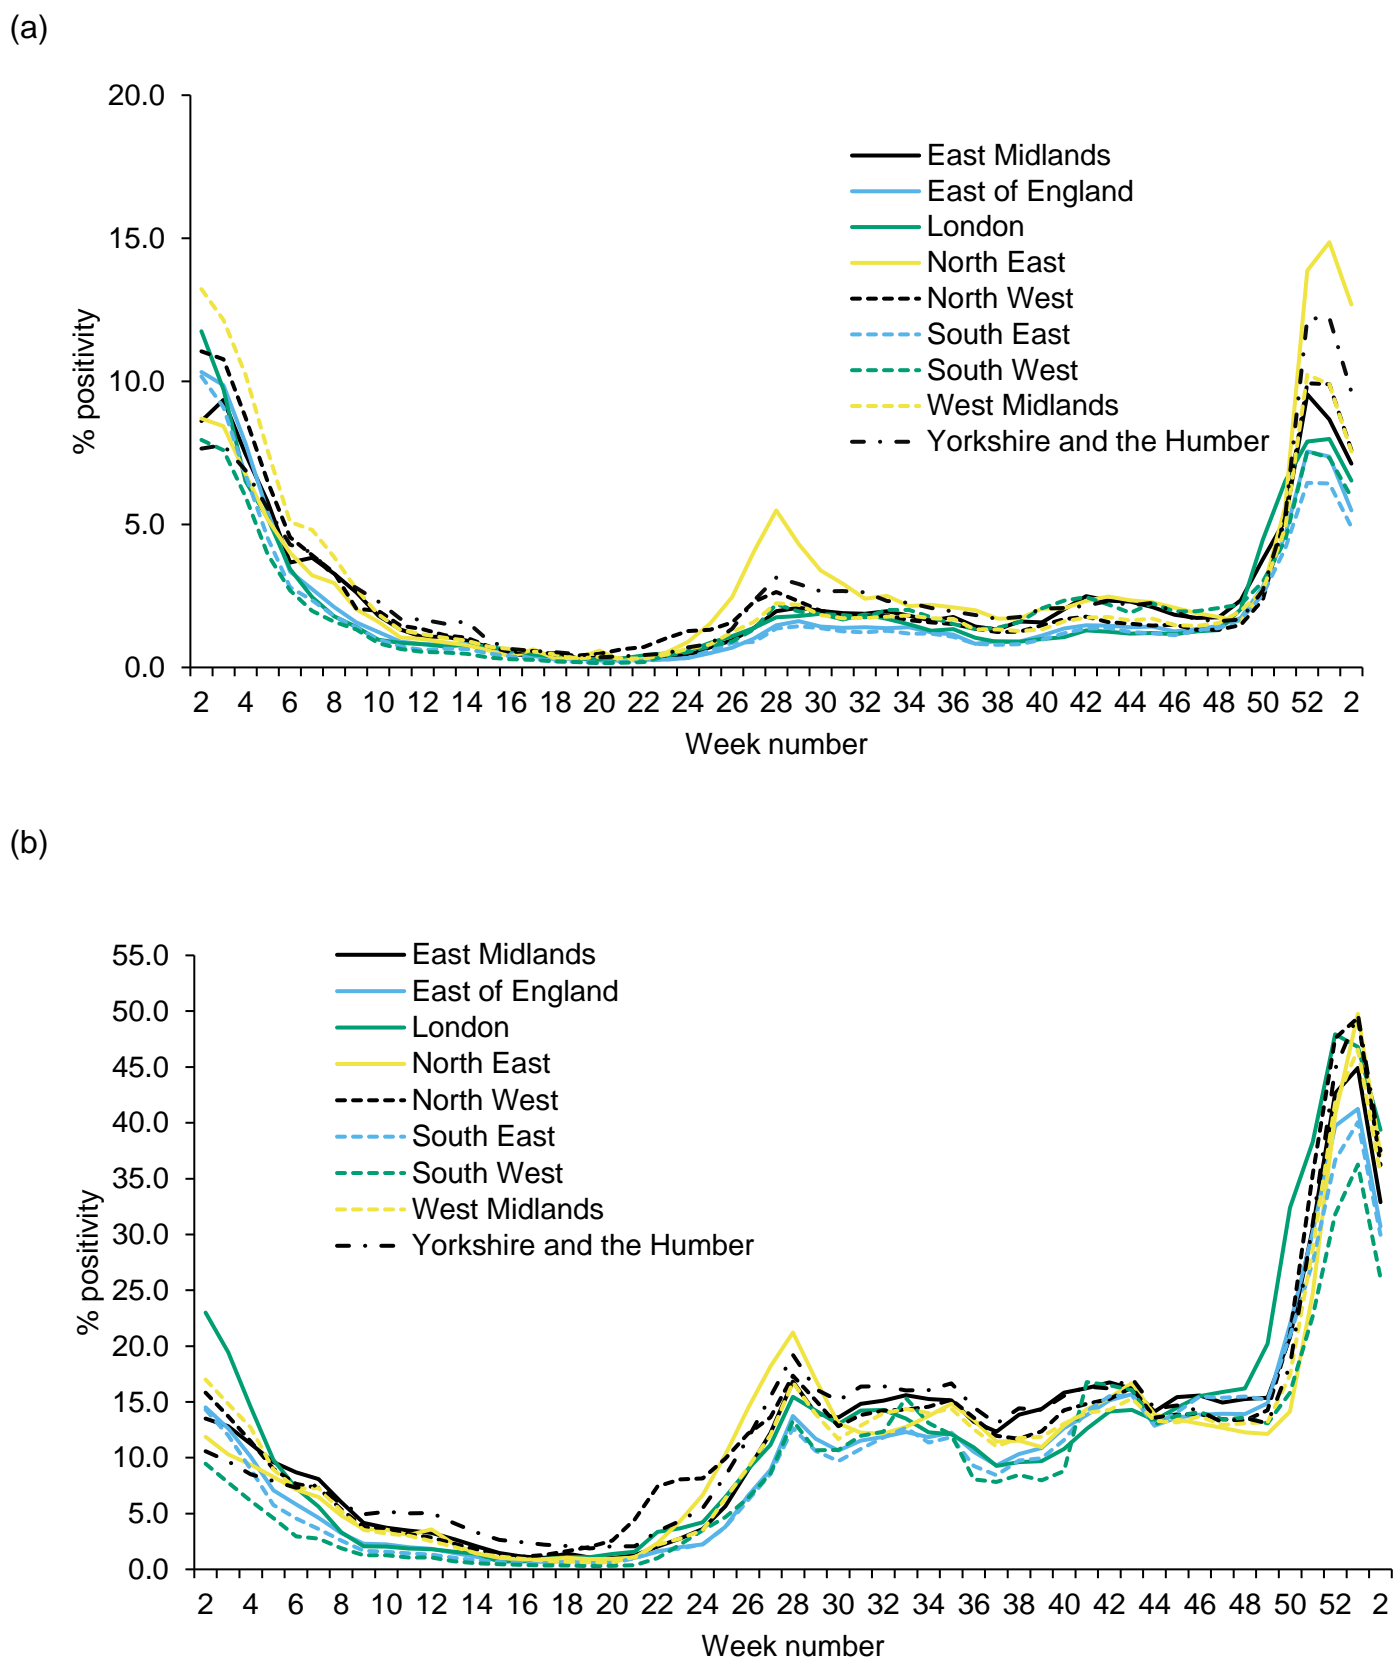 (a)
20.0
15.0
10.0
5.0
0.0
% positivity
East Midlands
East of England
London
North East
North West
South East
South West
West Midlands
Yorkshire and the Humber
2 4 6 8 10 12 14 16 18 20 22 24 26 28 30 32 34 36 38 40 42 44 46 48 50 52 2
Week number
(b)
55.0
50.0
45.0
40.0
35.0
30.0
25.0
20.0
15.0
10.0
5.0
0.0
% positivity
East Midlands
East of England
London
North East
North West
South East
South West
West Midlands
Yorkshire and the Humber
2 4 6 8 10 12 14 16 18 20 22 24 26 28 30 32 34 36 38 40 42 44 46 48 50 52 2
Week number